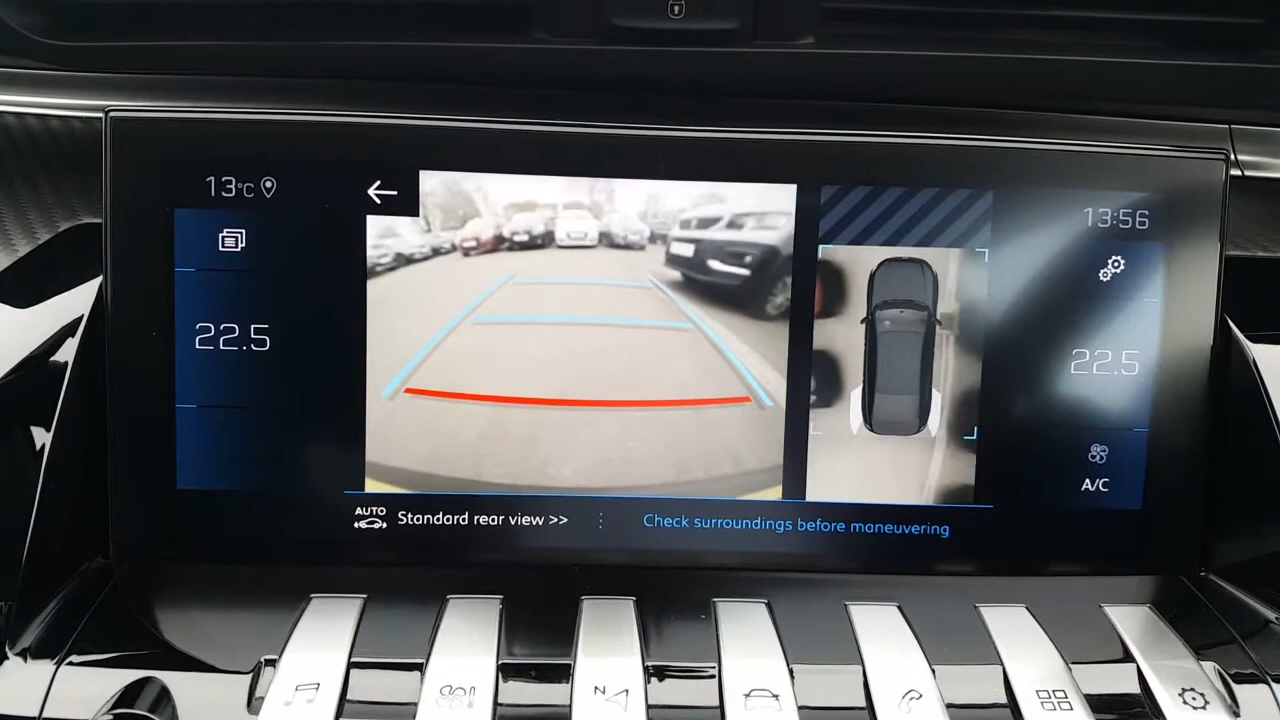 13°C
13:56
22.5
22.5
A/C
AUTO
Standard rear view >>
Check surroundings before maneuvering
N